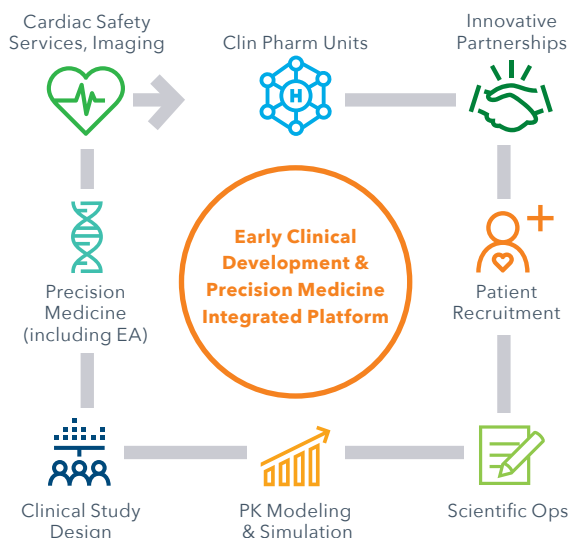 Cardiac Safety
Services, Imaging
Clin Pharm Units
Innovative
Partnerships
H
Early Clinical
Development &
Precision Medicine
Integrated Platform
Precision
Medicine
(including EA)
Patient
Recruitment
Clinical Study
Design
PK Modeling
& Simulation
Scientific Ops